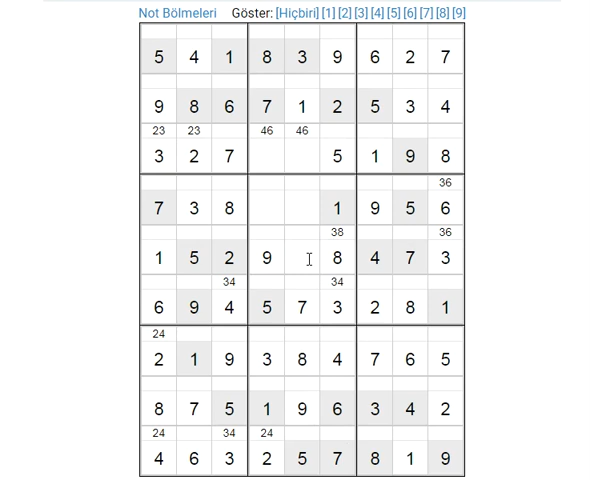 Not Bölmeleri Göster: [Hiçbiri] [1] [2] [3] [4] [5] [6] [7] [8] [9]
5 4 1 8 3 9 6 2 7
9 8 6 7 1 2 5 3 4
23 23 46 46
3 2 7 5 1 9 8
36
7 3 8 1 9 5 6
38 36
1 5 2 9 8 4 7 3
34 34
6 9 4 5 7 3 2 8 1
24
2 1 9 3 8 4 7 6 5
8 7 5 1 9 6 3 4 2
24 34 24
4 6 3 2 5 7 8 1 9